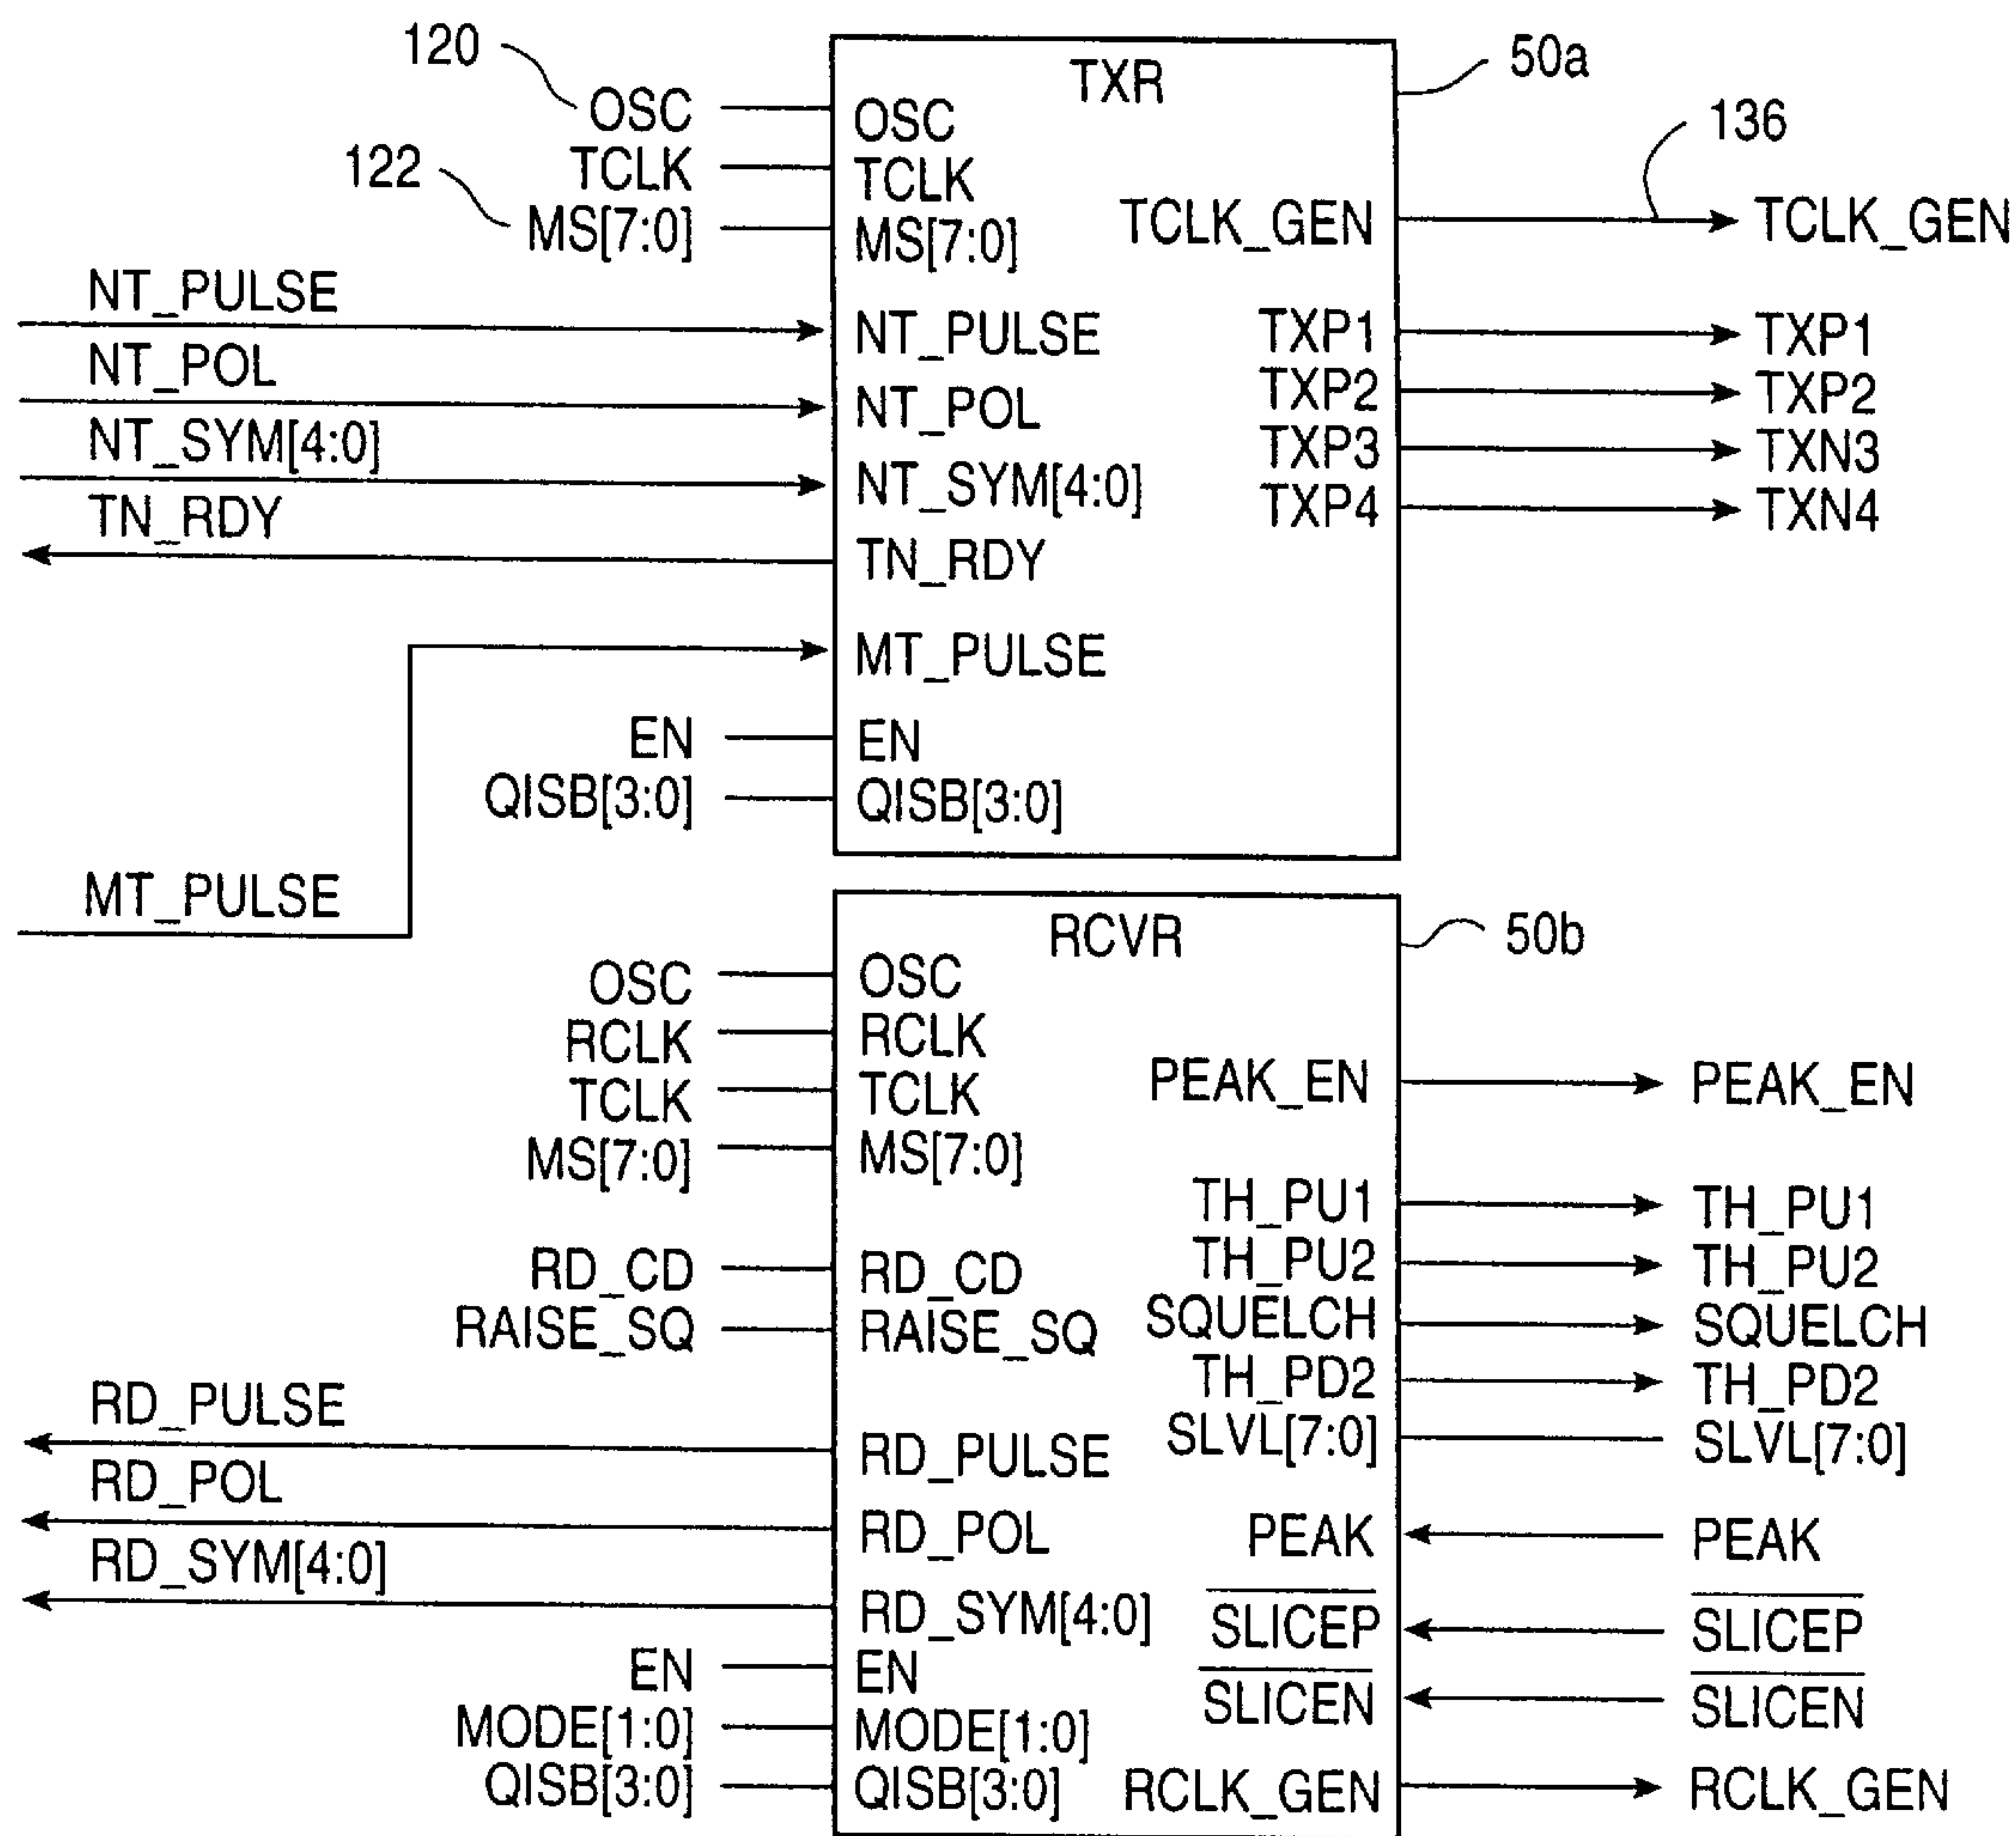 120
TXR
50a
OSC OSC
136
122
TCLK TCLK
MS[7:0] MS[7:0]
TCLK_GEN TCLK_GEN
NT_PULSE
NT_PULSE
TXP1 TXP1
NT_POL
NT_POL
TXP2 TXP2
NT_SYM[4:0]
NT_SYM[4:0]
TXP3 TXN3
TN_RDY
TXP4 TXN4
TN_RDY
MT_PULSE
EN EN
QISB[3:0] QISB[3:0]
MT_PULSE
RCVR
50b
OSC OSC
RCLK RCLK
TCLK TCLK
PEAK_EN PEAK_EN
MS[7:0] MS[7:0]
TH_PU1 TH_PU1
RD_CD RD_CD
TH_PU2 TH_PU2
RAISE_SQ RAISE_SQ
SQUELCH SQUELCH
TH_PD2 TH_PD2
RD_PULSE
RD_PULSE
SLVL[7:0] SLVL[7:0]
RD_POL
RD_POL
PEAK PEAK
RD_SYM[4:0]
RD_SYM[4:0]
SLICEP SLICEP
EN EN
SLICEN SLICEN
MODE[1:0] MODE[1:0]
QISB[3:0] QISB[3:0]
RCLK_GEN RCLK_GEN